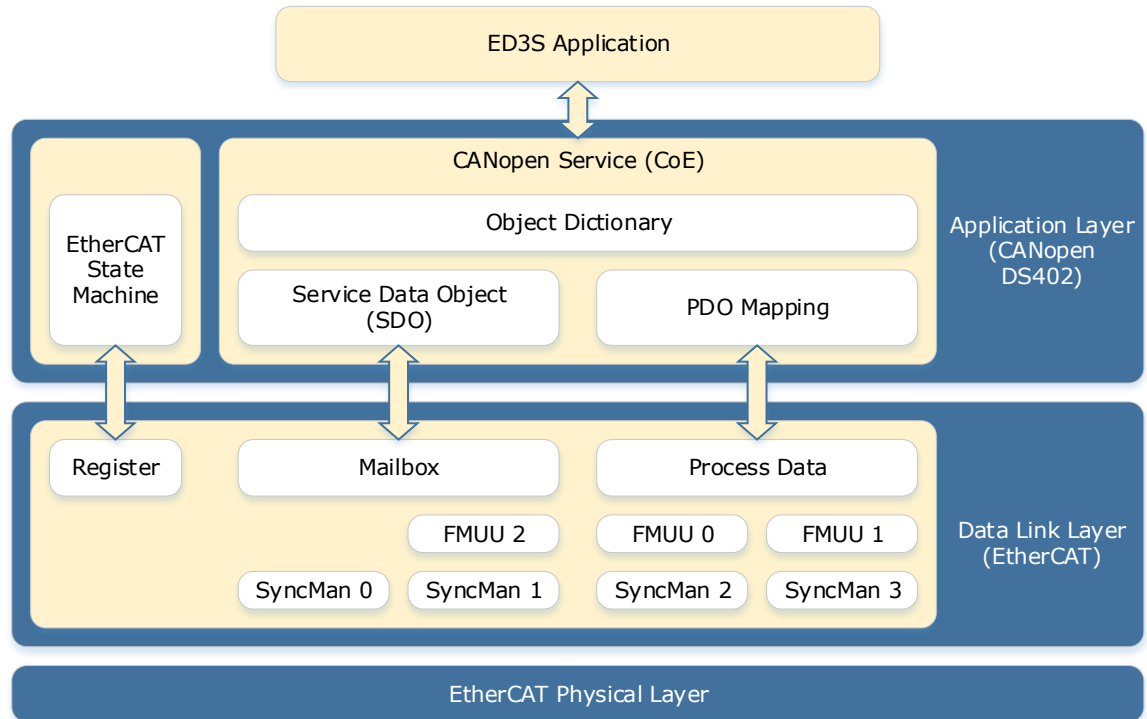 ED3S Application
CANopen Service (CoE)
EtherCAT
State
Machine
Object Dictionary
Service Data Object
(SDO)
PDO Mapping
Application Layer
(CANopen
DS402)
Register
Mailbox
Process Data
FMUU 2
FMUU 0
FMUU 1
SyncMan 0
SyncMan 1
SyncMan 2
SyncMan 3
Data Link Layer
(EtherCAT)
EtherCAT Physical Layer